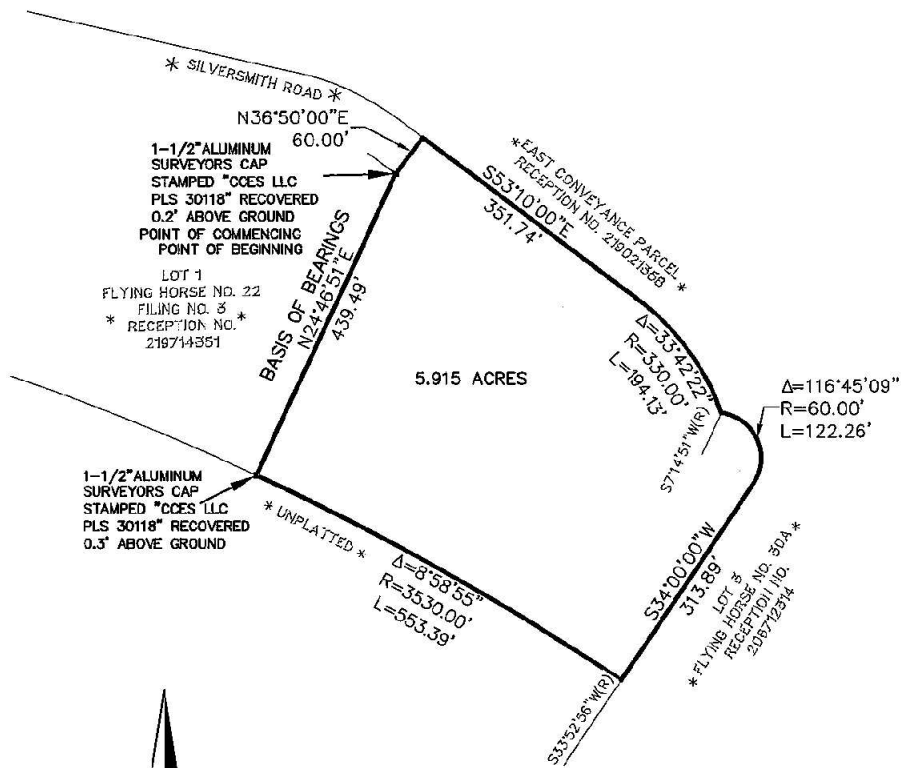 * SILVERSMITH ROAD *
N36°50'00"E
60.00'
1-1/2"ALUMINUM
SURVEYORS CAP
STAMPED "CCES LLC
PLS 30118" RECOVERED
0.2' ABOVE GROUND
POINT OF COMMENCING
POINT OF BEGINNING
*EAST CONVEYANCE PARCEL
RECEPTION NO. 219021358 *
S53°10'00"E
351.74'
LOT 1
FLYING HORSE NO. 22
FILING NO. 3
* RECEPTION NO. *
219714351
BASIS OF BEARINGS
N24°46'51"E
439.49'
5.915 ACRES
Δ=33°42'22"
R=330.00'
L=194.13'
S7°14'51"W(R)
Δ=116°45'09"
R=60.00'
L=122.26'
1-1/2"ALUMINUM
SURVEYORS CAP
STAMPED "CCES LLC
PLS 30118" RECOVERED
0.3' ABOVE GROUND
* UNPLATTED *
Δ=8°58'55"
R=3530.00'
L=553.39'
S34°00'00"W
313.89'
LOT 3
*FLYING HORSE NO. 30A*
RECEPTION NO.
206712314
S33°52'56"W(R)